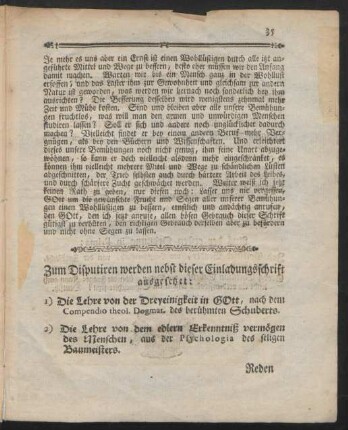 35
Je mehr es uns aber ein Ernst ist einen Wohllüstigen durch alle itzt an-
geführte Mittel und Wege zu bessern, desto eher müssen wir den Anfang
damit machen. Warten wir bis ein Mensch ganz in der Wohllust
ersoffen, und das Laster ihm zur Gewohnheit und gleichsam zur andern
Natur ist geworden, was werden wir hernach noch sonderlich bey ihm
ausrichten? Die Besserung desselben wird wenigstens zehnmal mehr
Zeit und Mühe kosten. Sind und bleiben aber alle unsere Bemühun-
gen fruchtlos, was will man den armen und unwürdigen Menschen
studiren lassen? Soll er sich und andere noch unglücklicher dadurch
machen? Vielleicht findet er bey einem andern Beruf mehr Ver-
gnügen, als bey den Büchern und Wissenschaften. Und erleichtert
dieses unsere Bemühungen noch nicht genug, ihm seine Unart abzuge-
wöhnen, so kann er doch vielleicht alsdenn mehr eingeschränkt, es
können ihm vielleicht mehrere Mittel und Wege zu schändlichen Lüsten
abgeschnitten, der Trieb desselben auch durch härtere Arbeit des Leibes,
und durch schärfere Zucht geschwächet werden. Weiter weiß ich jetzt
keinen Rath zu geben, als diesen noch: Lasset uns nie vergessen,
GOtt um die gewünschte Frucht und Segen aller unserer Bemühun-
gen einen Wohllüstigen zu bessern, ernstlich und andächtig anrufen,
den GOtt, den ich jetzt anrufe, allen bösen Gebrauch dieser Schrift
gütigst zu verhüten, den richtigen Gebrauch derselben aber zu befördern
und nicht ohne Segen zu lassen.
Zum Disputiren werden nebst dieser Einladungsschrift
ausgesetzet:
1) Die Lehre von der Dreyeinigkeit in GOtt, nach dem
Compendio theol. Dogmat. des berühmten Schuberts.
2) Die Lehre von dem edlern Erkenntniß vermögen
des Menschen, aus der Psychologia des seligen
Baumeisters.
Reden